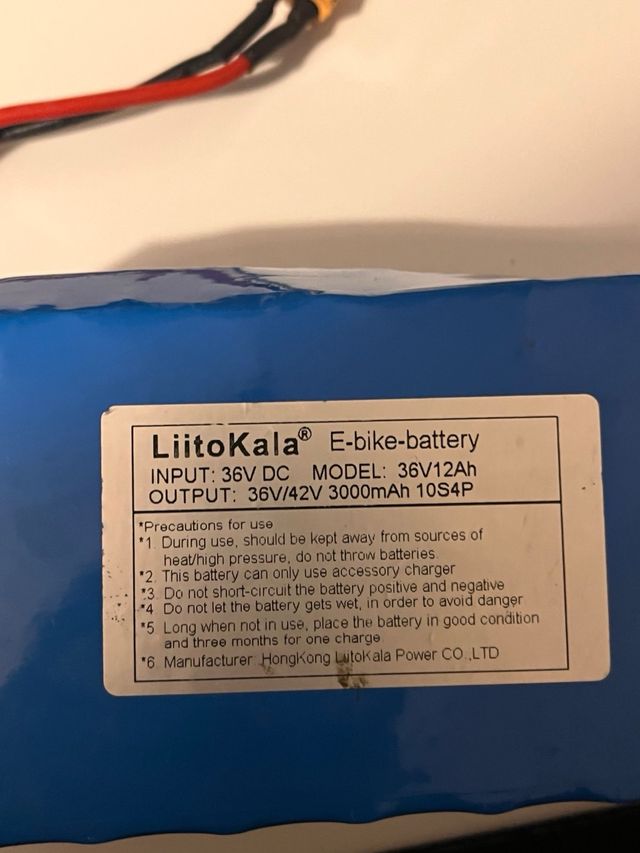 LiitoKala® E-bike-battery
INPUT: 36V DC MODEL: 36V12Ah
OUTPUT: 36V/42V 3000mAh 10S4P
*Precautions for use
*1. During use, should be kept away from sources of
heat/high pressure, do not throw batteries.
*2. This battery can only use accessory charger
*3. Do not short-circuit the battery positive and negative
*4 Do not let the battery gets wet, in order to avoid danger
*5. Long when not in use, place the battery in good condition
and three months for one charge
*6. Manufacturer: HongKong LiitoKala Power CO.,LTD